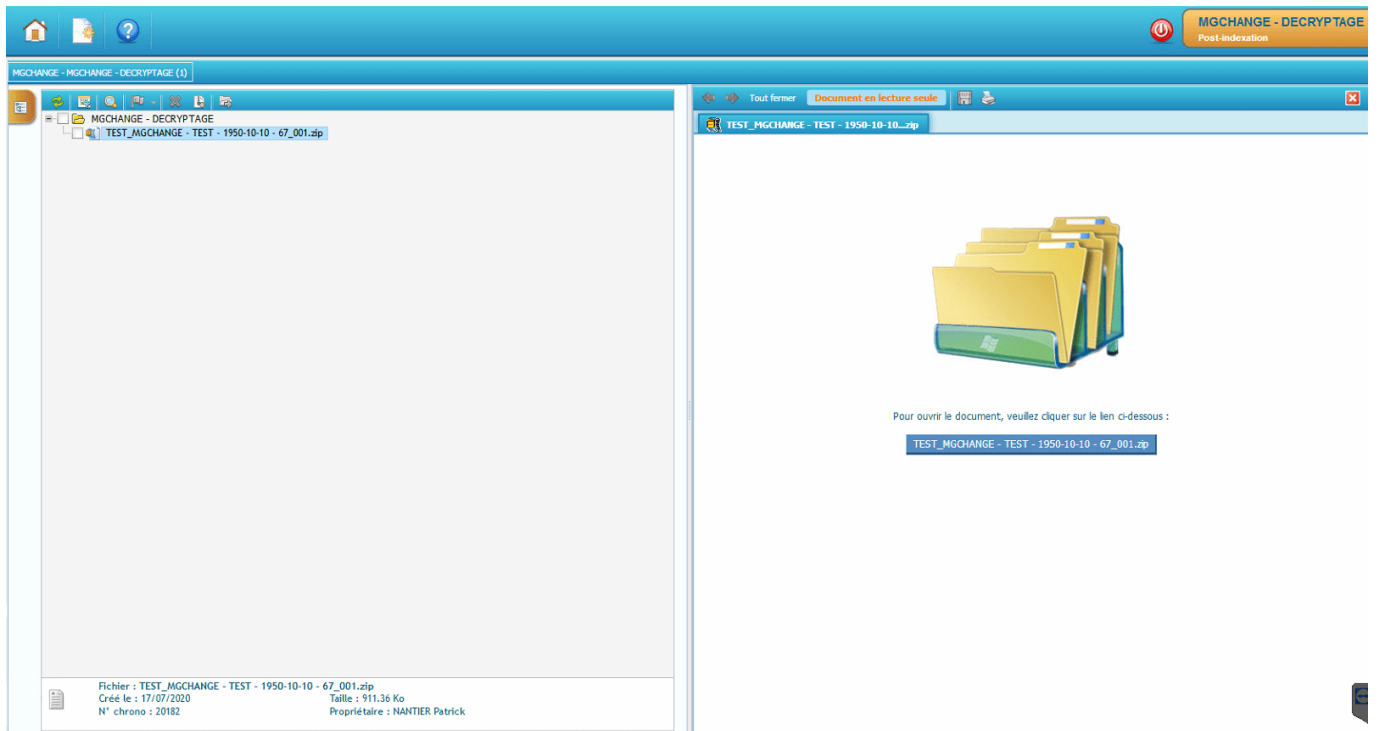 MGCHANGE - DECRYPTAGE
Post-indexation
MGCHANGE - MGCHANGE - DECRYPTAGE (1)
MGCHANGE - DECRYPTAGE
TEST_MGCHANGE - TEST - 1950-10-10 - 67_001.zip
Tout fermer Document en lecture seule
TEST_MGCHANGE - TEST - 1950-10-10...zip
Pour ouvrir le document, veuillez cliquer sur le lien ci-dessous :
TEST_MGCHANGE - TEST - 1950-10-10 - 67_001.zip
Fichier : TEST_MGCHANGE - TEST - 1950-10-10 - 67_001.zip
Créé le : 17/07/2020 Taille : 911.36 Ko
N° chrono : 20182 Propriétaire : NANTIER Patrick